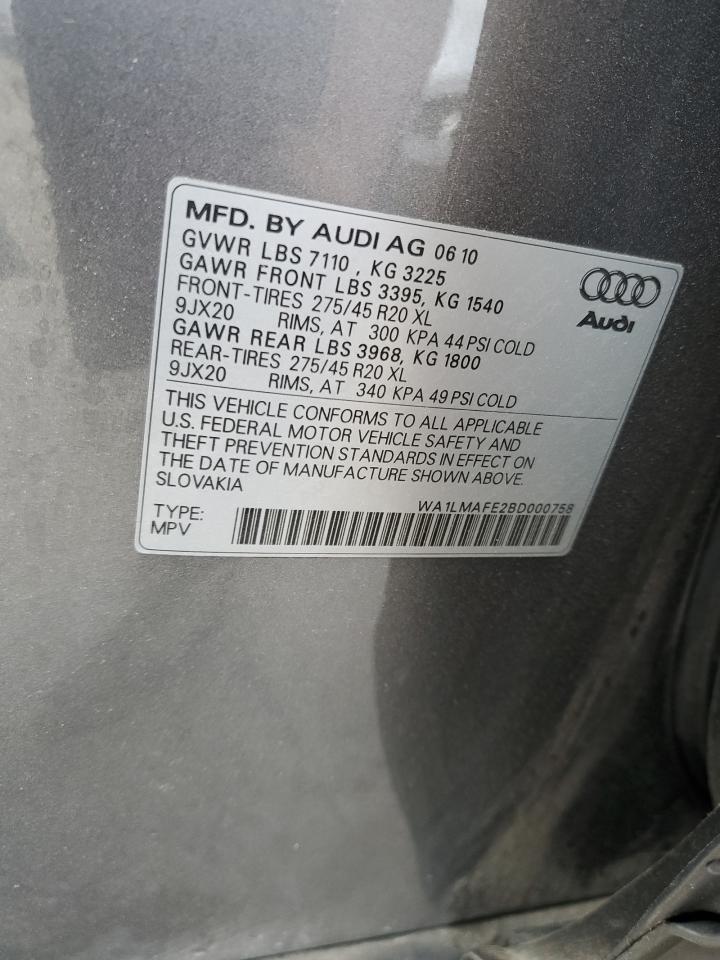 MFD. BY AUDI AG 06 10
GVWR LBS 7110 , KG 3225
GAWR FRONT LBS 3395, KG 1540
FRONT-TIRES 275/45 R20 XL
9JX20 RIMS, AT 300 KPA 44 PSI COLD
GAWR REAR LBS 3968, KG 1800
REAR-TIRES 275/45 R20 XL
9JX20 RIMS, AT 340 KPA 49 PSI COLD
Audi
THIS VEHICLE CONFORMS TO ALL APPLICABLE
U.S. FEDERAL MOTOR VEHICLE SAFETY AND
THEFT PREVENTION STANDARDS IN EFFECT ON
THE DATE OF MANUFACTURE SHOWN ABOVE.
SLOVAKIA
WA1LMAFE2BD000758
TYPE:
MPV